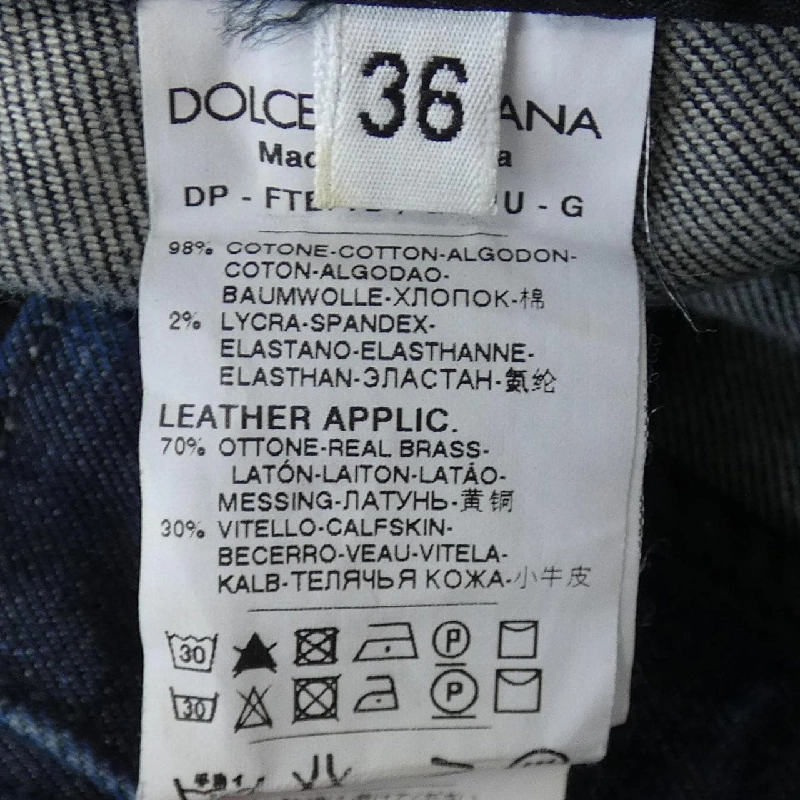 36
DOLCE ANA
Mad a
DP - FTE U - G
98% COTONE-COTTON-ALGODON-
COTON-ALGODAO-
BAUMWOLLE-ХЛОПОК-棉
2% LYCRA-SPANDEX-
ELASTANO-ELASTHANNE-
ELASTHAN-ЭЛАСТАН-氨纶
LEATHER APPLIC.
70% OTTONE-REAL BRASS-
LATÓN-LAITON-LATÃO-
MESSING-ЛАТУНЬ-黄铜
30% VITELLO-CALFSKIN-
BECERRO-VEAU-VITELA-
KALB-ТЕЛЯЧЬЯ КОЖА-小牛皮
30 P
30 P